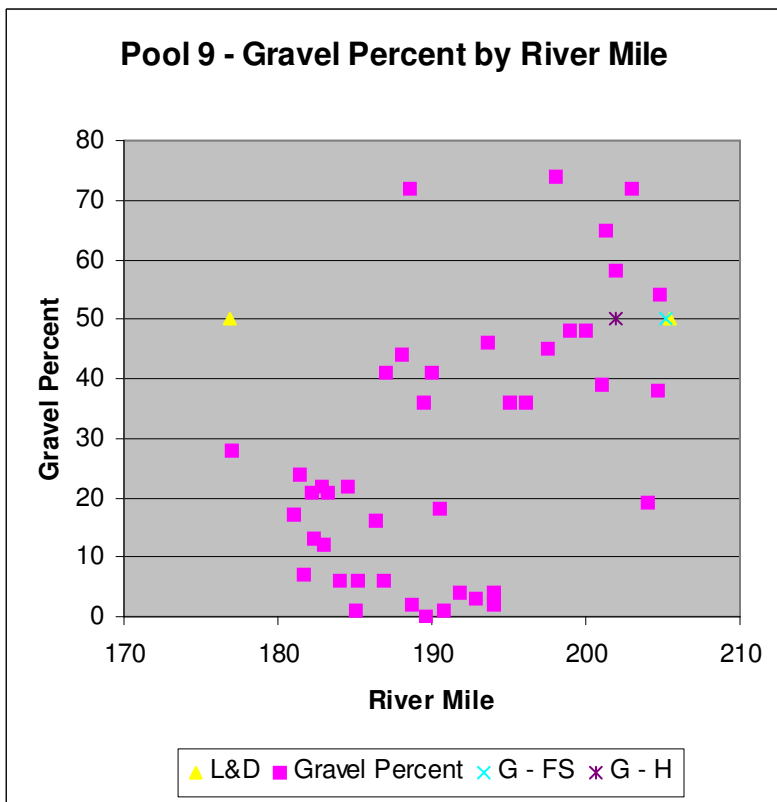 Pool 9 - Gravel Percent by River Mile
Gravel Percent
80
70
60
50
40
30
20
10
0
170 180 190 200 210
River Mile
L&D Gravel Percent G - FS G - H